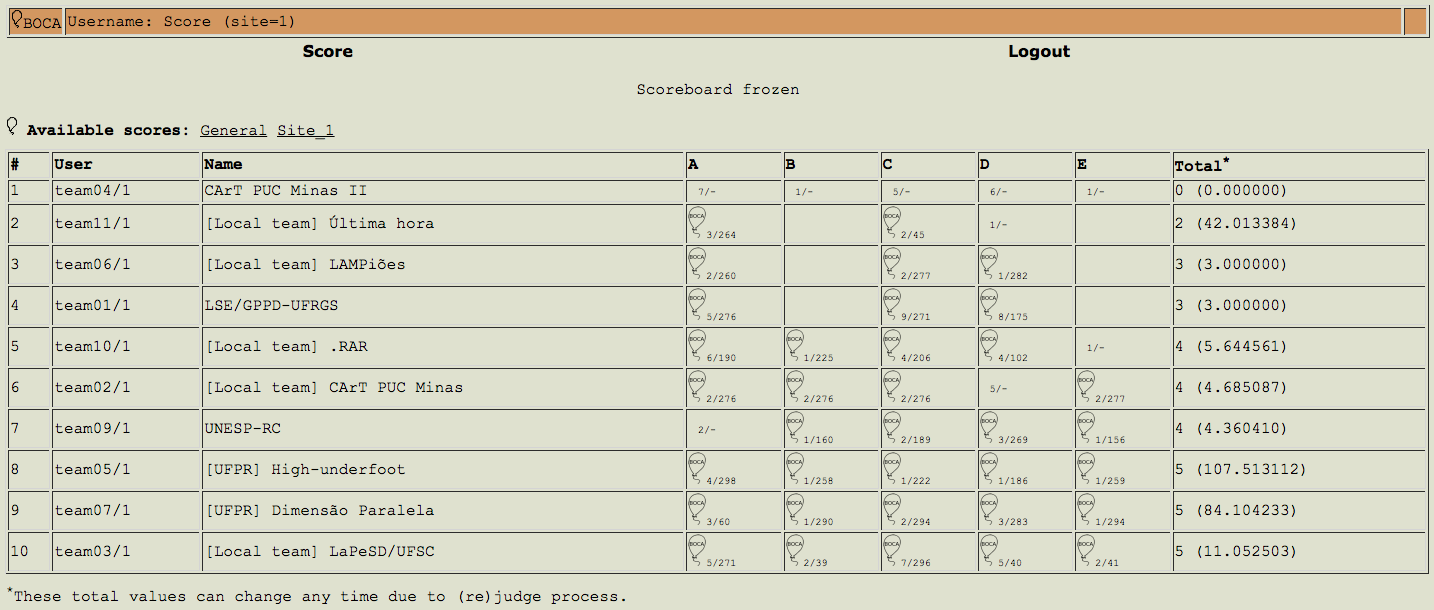 BOCA Username: Score (site=1)
Score Logout
Scoreboard frozen
Available scores: General Site_1
# User Name A B C D E Total*
1 team04/1 CArT PUC Minas II 7/- 1/- 5/- 6/- 1/- 0 (0.000000)
2 team11/1 [Local team] Última hora BOCA 3/264 BOCA 2/45 1/- 2 (42.013384)
3 team06/1 [Local team] LAMPiões BOCA 2/260 BOCA 2/277 BOCA 1/282 3 (3.000000)
4 team01/1 LSE/GPPD-UFRGS BOCA 5/276 BOCA 9/271 BOCA 8/175 3 (3.000000)
5 team10/1 [Local team] .RAR BOCA 6/190 BOCA 1/225 BOCA 4/206 BOCA 4/102 1/- 4 (5.644561)
6 team02/1 [Local team] CArT PUC Minas BOCA 2/276 BOCA 2/276 BOCA 2/276 5/- BOCA 2/277 4 (4.685087)
7 team09/1 UNESP-RC 2/- BOCA 1/160 BOCA 2/189 BOCA 3/269 BOCA 1/156 4 (4.360410)
8 team05/1 [UFPR] High-underfoot BOCA 4/298 BOCA 1/258 BOCA 1/222 BOCA 1/186 BOCA 1/259 5 (107.513112)
9 team07/1 [UFPR] Dimensão Paralela BOCA 3/60 BOCA 1/290 BOCA 2/294 BOCA 3/283 BOCA 1/294 5 (84.104233)
10 team03/1 [Local team] LaPeSD/UFSC BOCA 5/271 BOCA 2/39 BOCA 7/296 BOCA 5/40 BOCA 2/41 5 (11.052503)
*These total values can change any time due to (re)judge process.